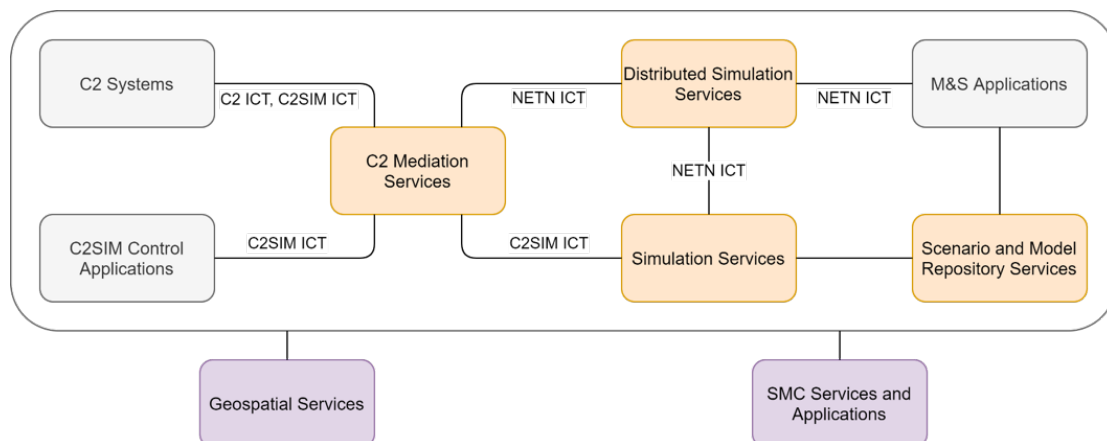 C2 Systems
C2 ICT, C2SIM ICT
NETN ICT
Distributed Simulation
Services
NETN ICT
M&S Applications
C2 Mediation
Services
NETN ICT
C2SIM Control
Applications
C2SIM ICT
C2SIM ICT
Simulation Services
Scenario and Model
Repository Services
Geospatial Services
SMC Services and
Applications